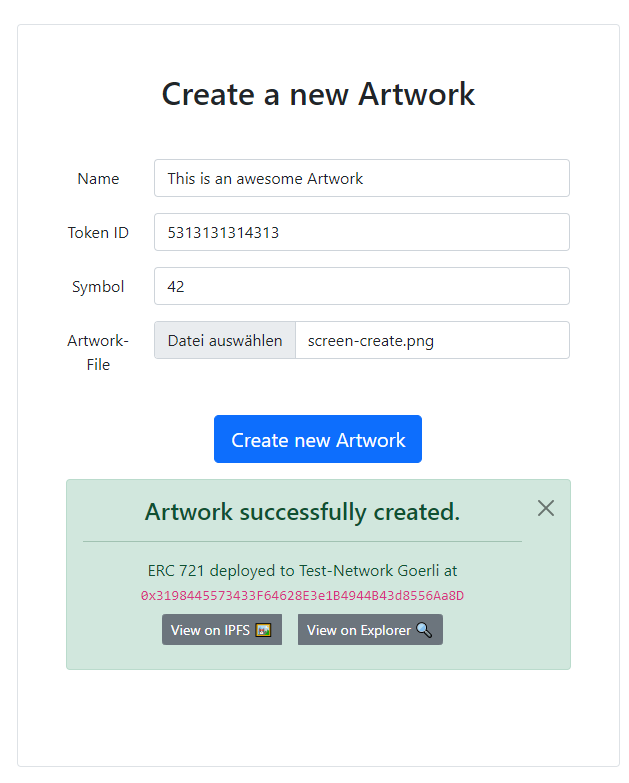 Create a new Artwork
Name
This is an awesome Artwork
Token ID
5313131314313
Symbol
42
Artwork-
File
Datei auswählen
screen-create.png
Create new Artwork
Artwork successfully created.
ERC 721 deployed to Test-Network Goerli at
0x3198445573433F64628E3e1B4944B43d8556Aa8D
View on IPFS 🖼️
View on Explorer 🔍